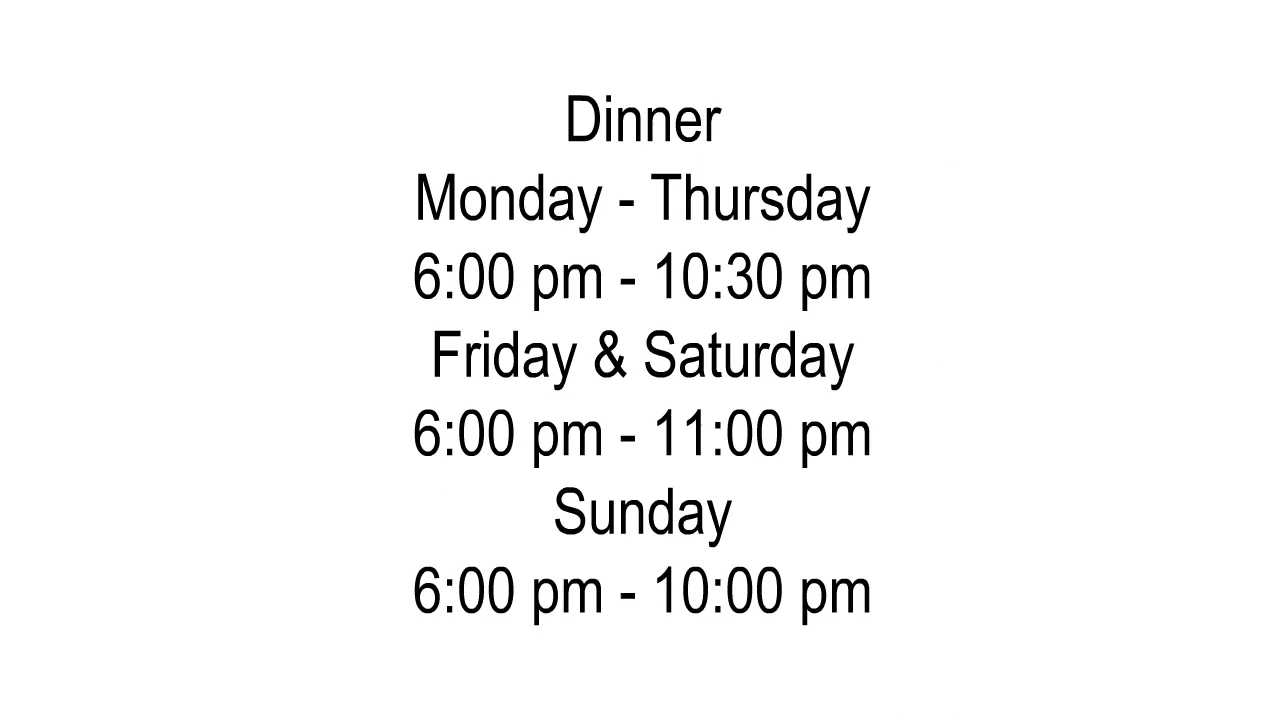 Dinner
Monday - Thursday
6:00 pm - 10:30 pm
Friday & Saturday
6:00 pm - 11:00 pm
Sunday
6:00 pm - 10:00 pm